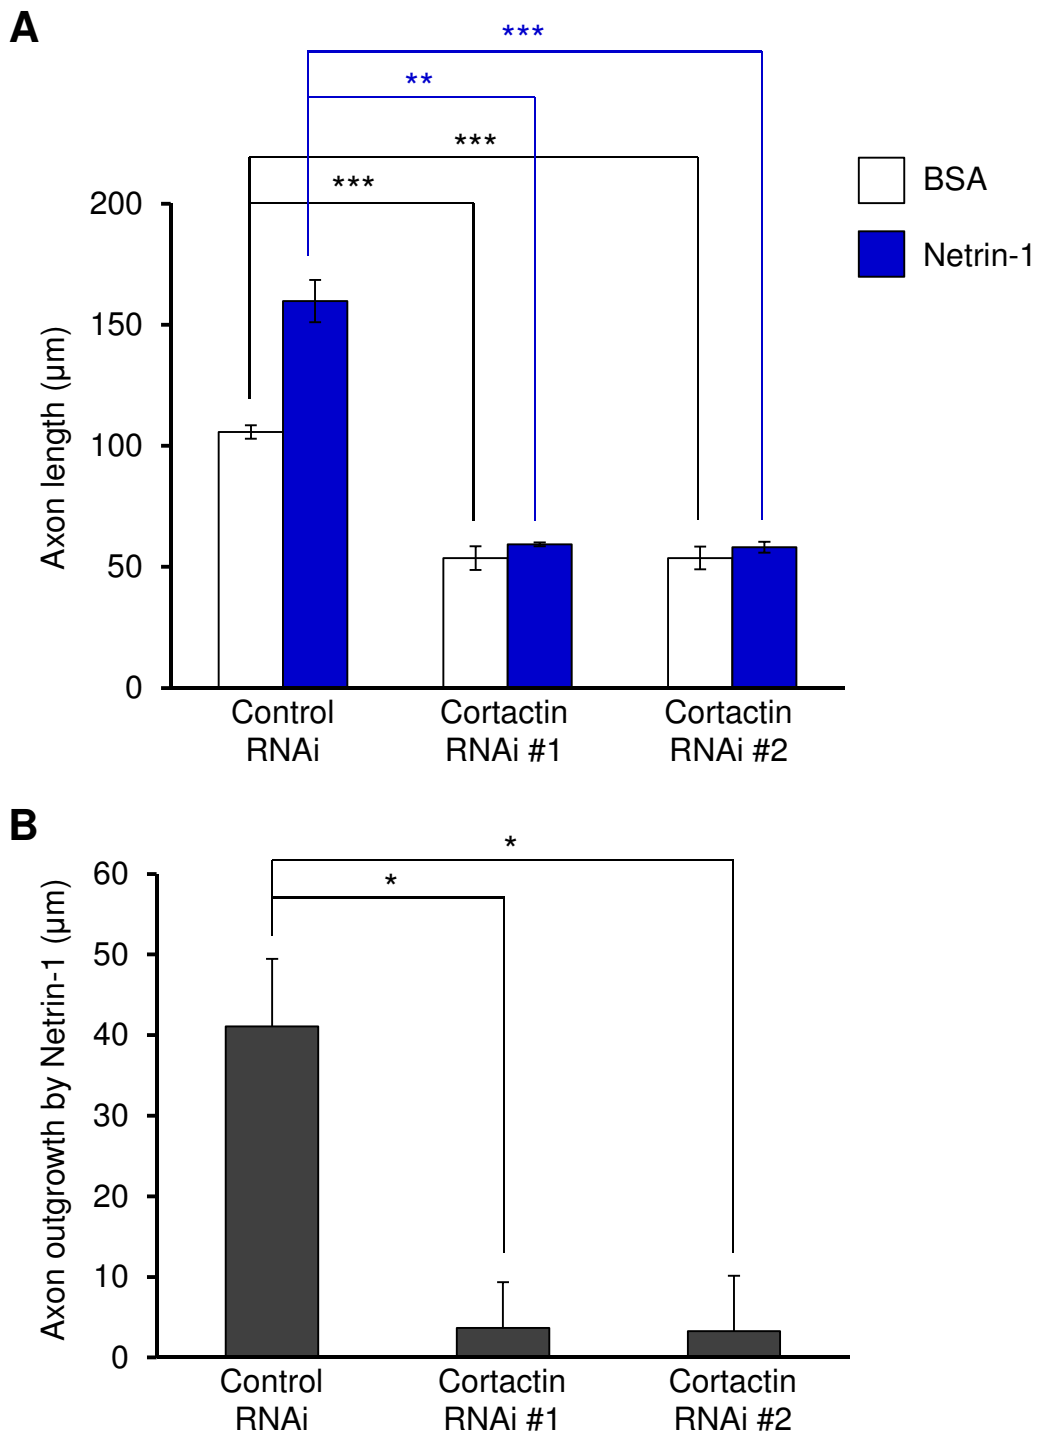 A
***
**
***
***
BSA
Netrin-1
Axon length (μm)
200
150
100
50
0
Control
RNAi
Cortactin
RNAi #1
Cortactin
RNAi #2
B
*
*
Axon outgrowth by Netrin-1 (μm)
60
50
40
30
20
10
0
Control
RNAi
Cortactin
RNAi #1
Cortactin
RNAi #2